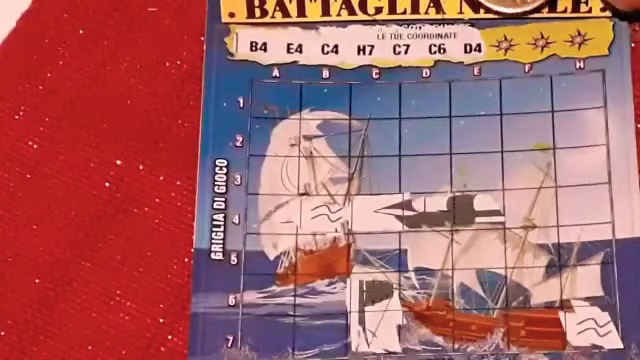 BATTAGLIA NAVALE!
LE TUE COORDINATE
B4 E4 C4 H7 C7 C6 D4
A B C D E F H
1
2
3
4
5
6
7
GRIGLIA DI GIOCO